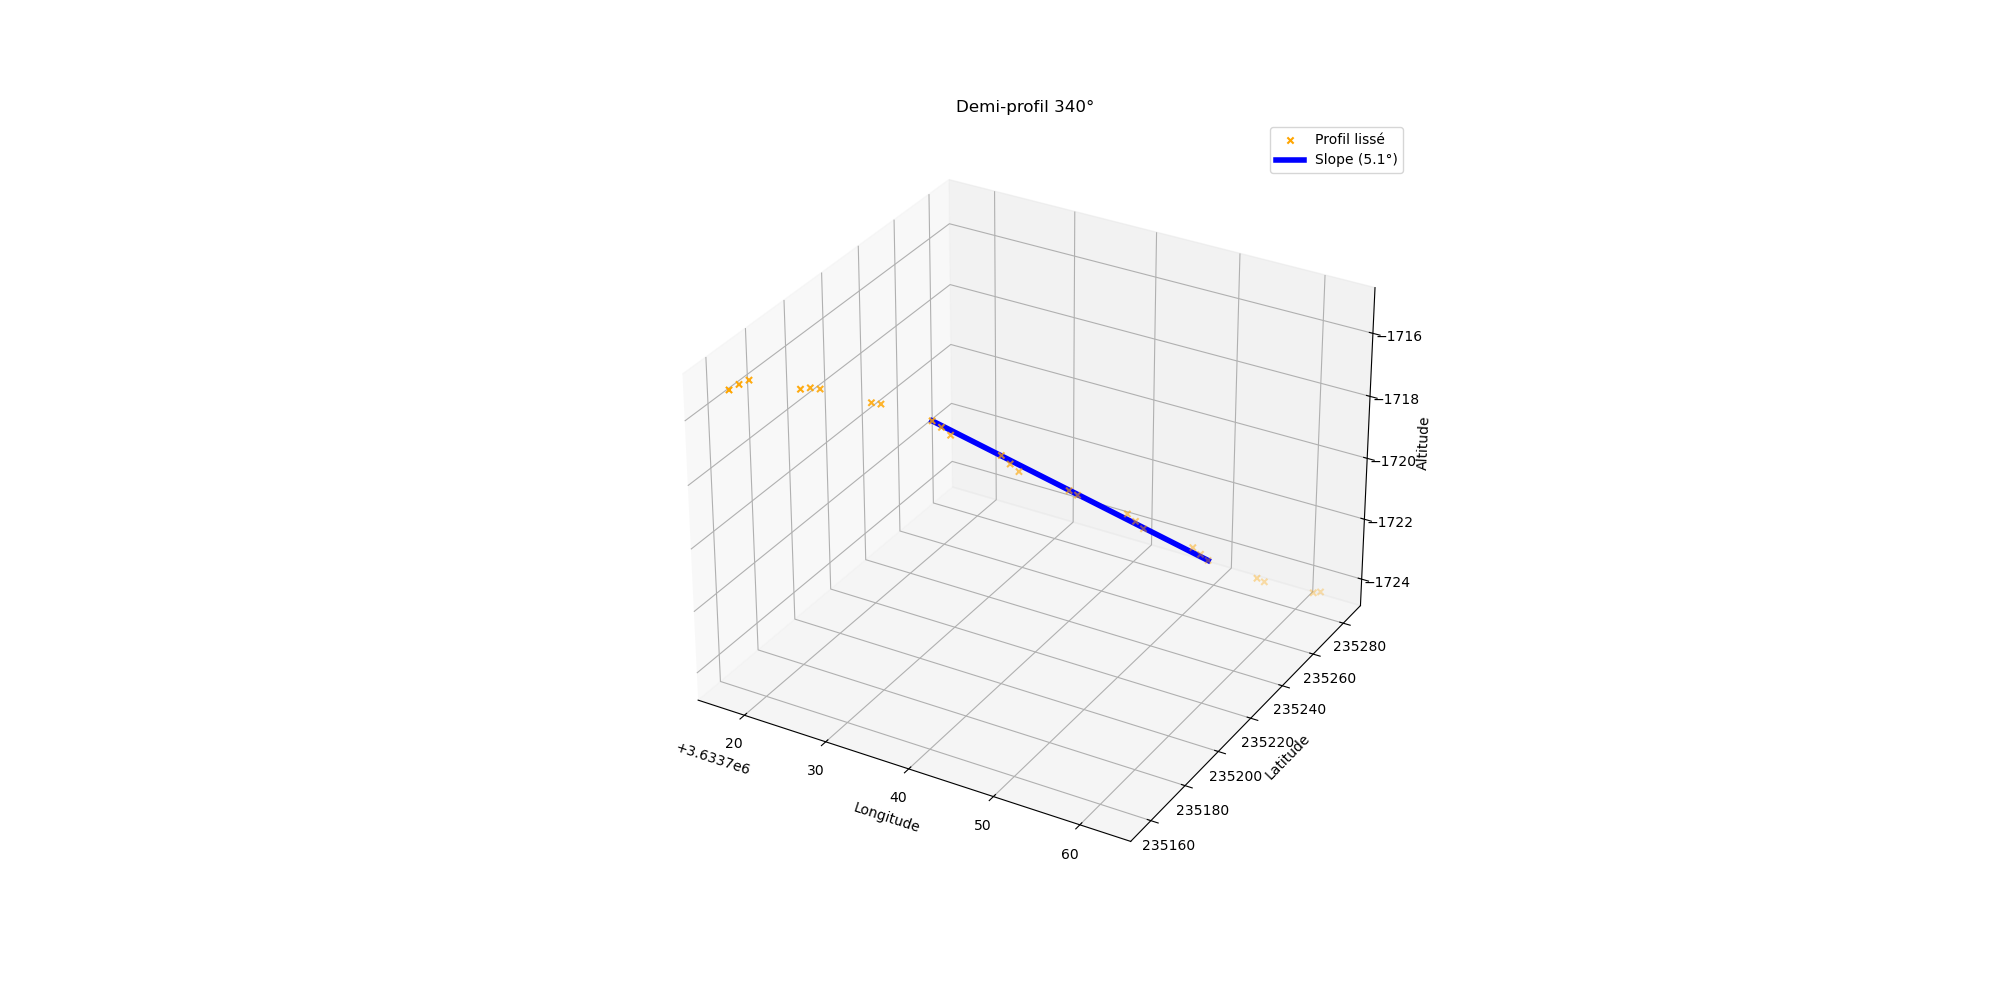 Demi-profil 340°
Profil lissé
Slope (5.1°)
−1716
−1718
−1720
−1722
−1724
Altitude
235280
235260
235240
235220
235200
235180
235160
Latitude
20
30
40
50
60
+3.6337e6
Longitude